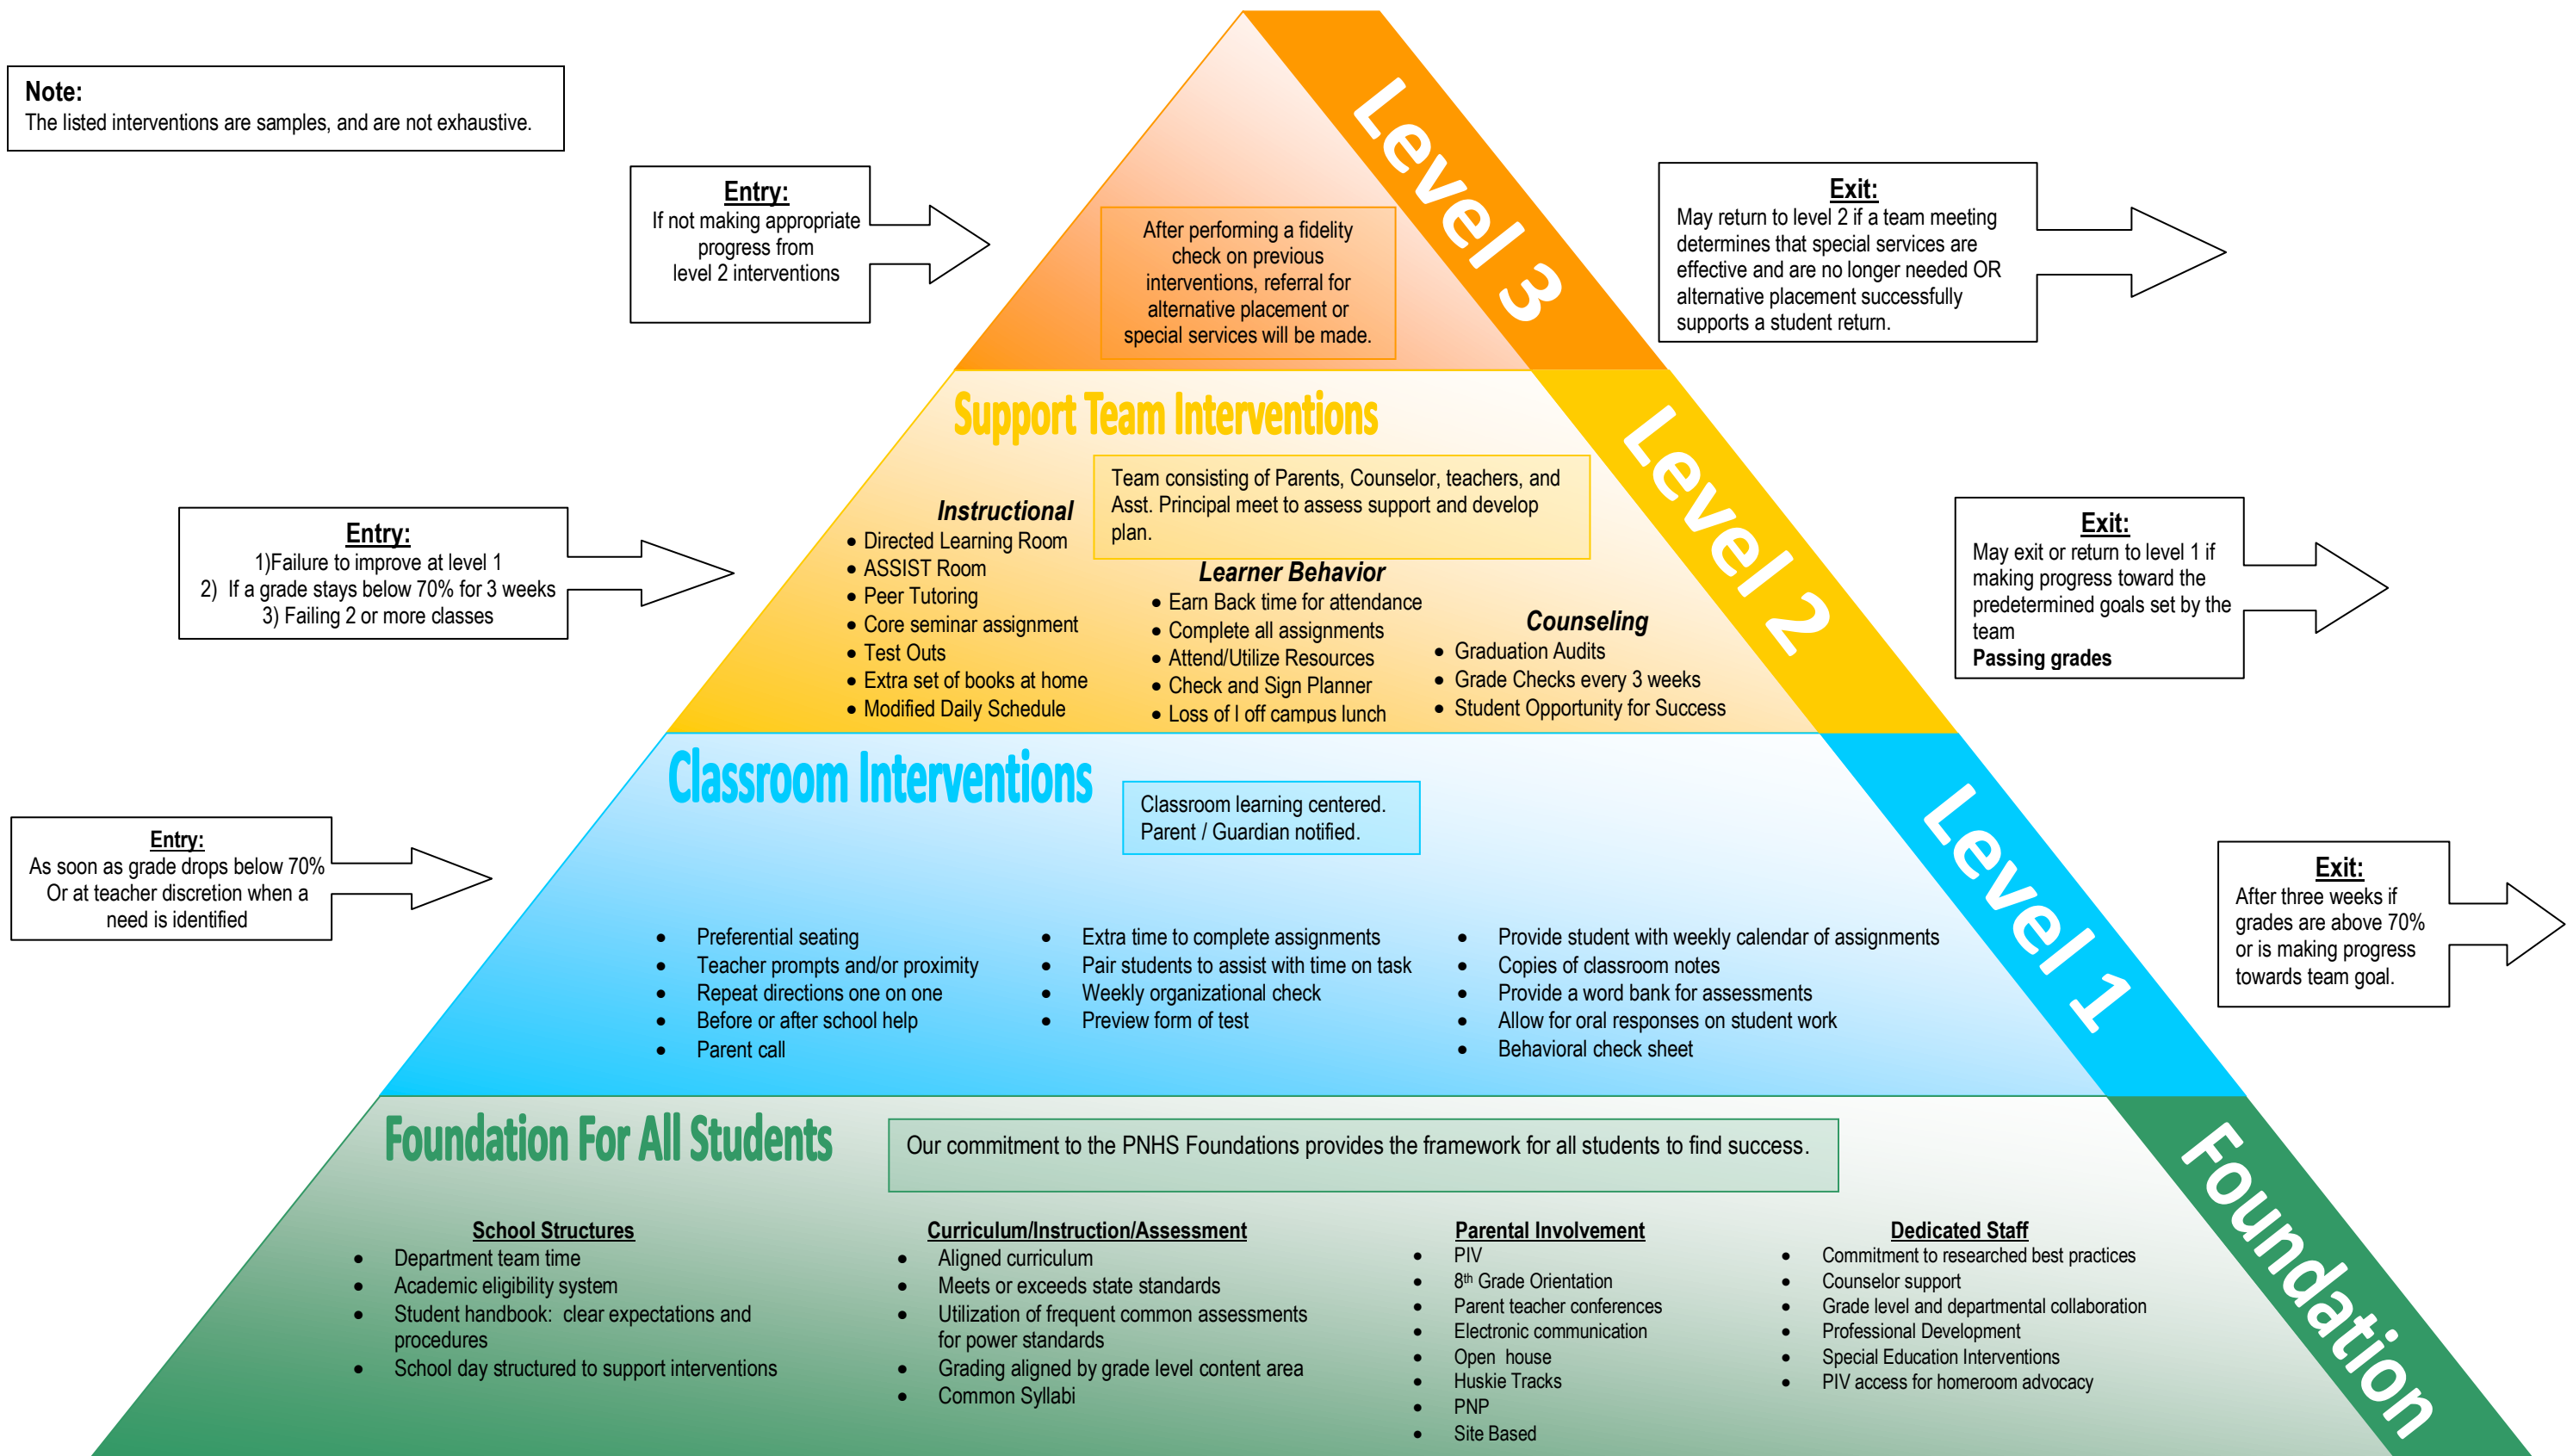 Note:
The listed interventions are samples, and are not exhaustive.
Entry:
If not making appropriate
progress from
level 2 interventions
After performing a fidelity
check on previous
interventions, referral for
alternative placement or
special services will be made.
Level 3
Exit:
May return to level 2 if a team meeting
determines that special services are
effective and are no longer needed OR
alternative placement successfully
supports a student return.
Entry:
1)Failure to improve at level 1
2) If a grade stays below 70% for 3 weeks
3) Failing 2 or more classes
Support Team Interventions
Team consisting of Parents, Counselor, teachers, and
Asst. Principal meet to assess support and develop
plan.
Instructional
• Directed Learning Room
• ASSIST Room
• Peer Tutoring
• Core seminar assignment
• Test Outs
• Extra set of books at home
• Modified Daily Schedule
Learner Behavior
• Earn Back time for attendance
• Complete all assignments
• Attend/Utilize Resources
• Check and Sign Planner
• Loss of l off campus lunch
Counseling
• Graduation Audits
• Grade Checks every 3 weeks
• Student Opportunity for Success
Level 2
Exit:
May exit or return to level 1 if
making progress toward the
predetermined goals set by the
team
Passing grades
Entry:
As soon as grade drops below 70%
Or at teacher discretion when a
need is identified
Classroom Interventions
Classroom learning centered.
Parent / Guardian notified.
• Preferential seating
• Teacher prompts and/or proximity
• Repeat directions one on one
• Before or after school help
• Parent call
• Extra time to complete assignments
• Pair students to assist with time on task
• Weekly organizational check
• Preview form of test
• Provide student with weekly calendar of assignments
• Copies of classroom notes
• Provide a word bank for assessments
• Allow for oral responses on student work
• Behavioral check sheet
Level 1
Exit:
After three weeks if
grades are above 70%
or is making progress
towards team goal.
Foundation For All Students
Our commitment to the PNHS Foundations provides the framework for all students to find success.
School Structures
• Department team time
• Academic eligibility system
• Student handbook: clear expectations and
procedures
• School day structured to support interventions
Curriculum/Instruction/Assessment
• Aligned curriculum
• Meets or exceeds state standards
• Utilization of frequent common assessments
for power standards
• Grading aligned by grade level content area
• Common Syllabi
Parental Involvement
• PIV
• 8th Grade Orientation
• Parent teacher conferences
• Electronic communication
• Open house
• Huskie Tracks
• PNP
• Site Based
Dedicated Staff
• Commitment to researched best practices
• Counselor support
• Grade level and departmental collaboration
• Professional Development
• Special Education Interventions
• PIV access for homeroom advocacy
Foundation